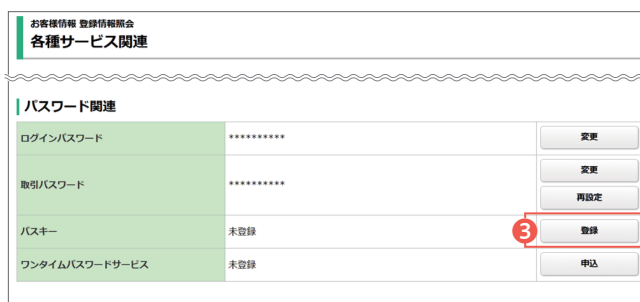 お客様情報 登録情報照会
各種サービス関連
パスワード関連
ログインパスワード ********** 変更
取引パスワード ********** 変更
再設定
パスキー 未登録 3 登録
ワンタイムパスワードサービス 未登録 申込